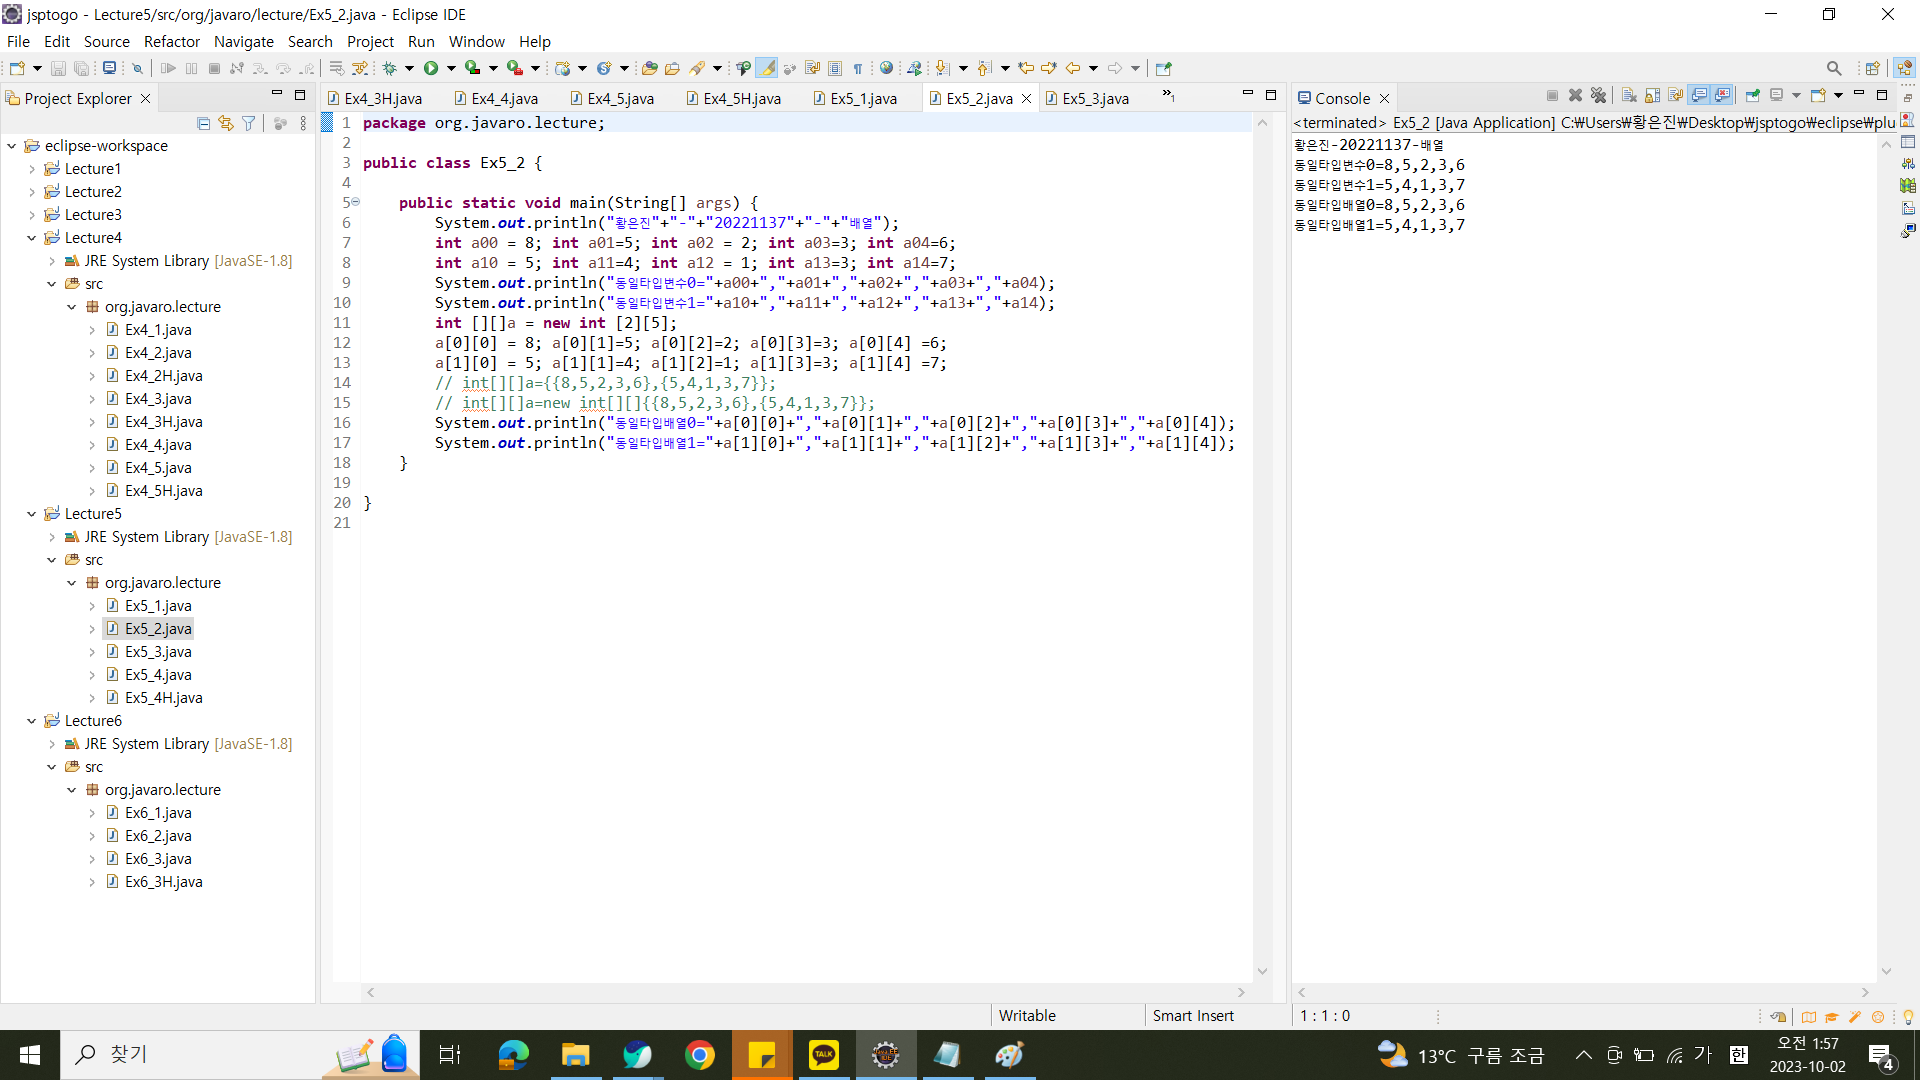 jsptogo - Lecture5/src/org/javaro/lecture/Ex5_2.java - Eclipse IDE
File Edit Source Refactor Navigate Search Project Run Window Help
Project Explorer
eclipse-workspace
Lecture1
Lecture2
Lecture3
Lecture4
JRE System Library [JavaSE-1.8]
src
org.javaro.lecture
Ex4_1.java
Ex4_2.java
Ex4_2H.java
Ex4_3.java
Ex4_3H.java
Ex4_4.java
Ex4_5.java
Ex4_5H.java
Lecture5
JRE System Library [JavaSE-1.8]
src
org.javaro.lecture
Ex5_1.java
Ex5_2.java
Ex5_3.java
Ex5_4.java
Ex5_4H.java
Lecture6
JRE System Library [JavaSE-1.8]
src
org.javaro.lecture
Ex6_1.java
Ex6_2.java
Ex6_3.java
Ex6_3H.java
Ex4_3H.java Ex4_4.java Ex4_5.java Ex4_5H.java Ex5_1.java Ex5_2.java Ex5_3.java »1
1 package org.javaro.lecture;
2
3 public class Ex5_2 {
4
5 public static void main(String[] args) {
6 System.out.println("황은진"+"-"+"20221137"+"-"+"배열");
7 int a00 = 8; int a01=5; int a02 = 2; int a03=3; int a04=6;
8 int a10 = 5; int a11=4; int a12 = 1; int a13=3; int a14=7;
9 System.out.println("동일타입변수0="+a00+","+a01+","+a02+","+a03+","+a04);
10 System.out.println("동일타입변수1="+a10+","+a11+","+a12+","+a13+","+a14);
11 int [][]a = new int [2][5];
12 a[0][0] = 8; a[0][1]=5; a[0][2]=2; a[0][3]=3; a[0][4] =6;
13 a[1][0] = 5; a[1][1]=4; a[1][2]=1; a[1][3]=3; a[1][4] =7;
14 // int[][]a={{8,5,2,3,6},{5,4,1,3,7}};
15 // int[][]a=new int[][]{{8,5,2,3,6},{5,4,1,3,7}};
16 System.out.println("동일타입배열0="+a[0][0]+","+a[0][1]+","+a[0][2]+","+a[0][3]+","+a[0][4]);
17 System.out.println("동일타입배열1="+a[1][0]+","+a[1][1]+","+a[1][2]+","+a[1][3]+","+a[1][4]);
18 }
19
20 }
21
Console
<terminated> Ex5_2 [Java Application] C:₩Users₩황은진₩Desktop₩jsptogo₩eclipse₩plu
황은진-20221137-배열
동일타입변수0=8,5,2,3,6
동일타입변수1=5,4,1,3,7
동일타입배열0=8,5,2,3,6
동일타입배열1=5,4,1,3,7
Writable Smart Insert 1 : 1 : 0
찾기
TALK
13°C 구름 조금
가
한
오전 1:57
2023-10-02
4